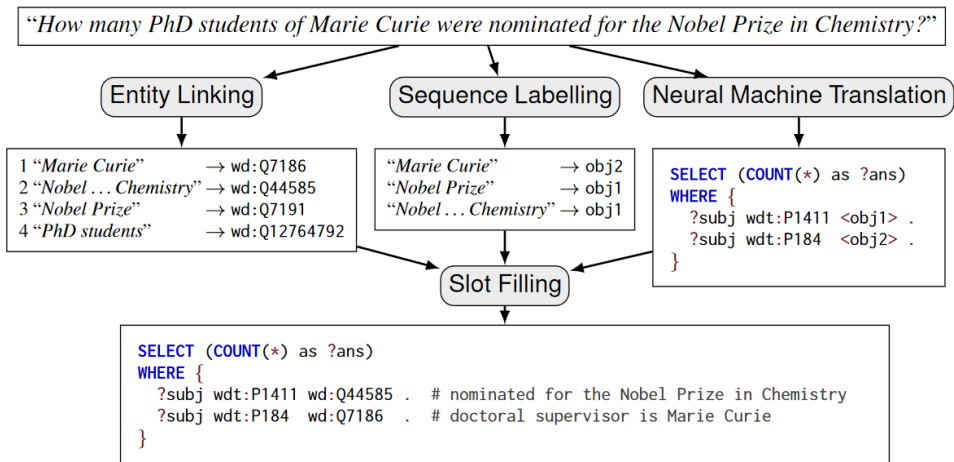 “How many PhD students of Marie Curie were nominated for the Nobel Prize in Chemistry?”
Entity Linking
Sequence Labelling
Neural Machine Translation
1 “Marie Curie” → wd:Q7186
2 “Nobel ... Chemistry” → wd:Q44585
3 “Nobel Prize” → wd:Q7191
4 “PhD students” → wd:Q12764792
“Marie Curie” → obj2
“Nobel Prize” → obj1
“Nobel ... Chemistry” → obj1
SELECT (COUNT(*) as ?ans)
WHERE {
?subj wdt:P1411 <obj1> .
?subj wdt:P184 <obj2> .
}
Slot Filling
SELECT (COUNT(*) as ?ans)
WHERE {
?subj wdt:P1411 wd:Q44585 . # nominated for the Nobel Prize in Chemistry
?subj wdt:P184 wd:Q7186 . # doctoral supervisor is Marie Curie
}